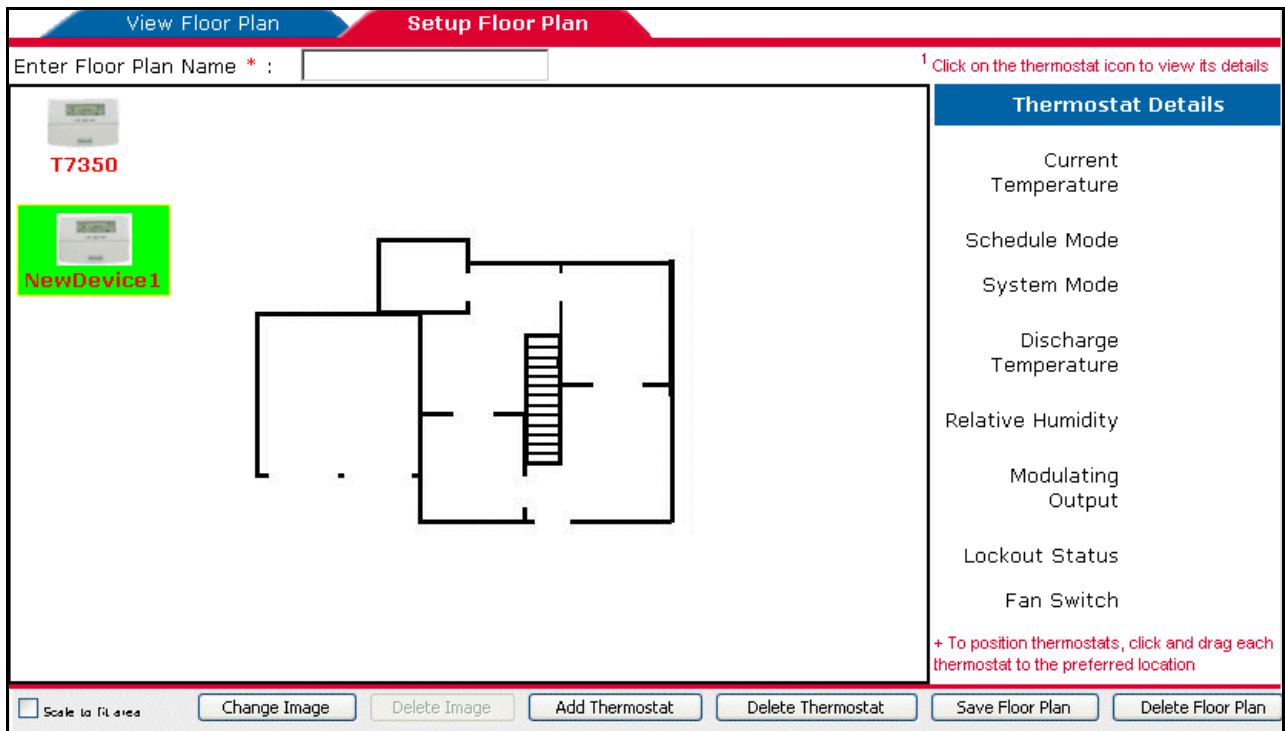 View Floor Plan
Setup Floor Plan
Enter Floor Plan Name * :
1 Click on the thermostat icon to view its details
T7350
NewDevice1
Thermostat Details
Current
Temperature
Schedule Mode
System Mode
Discharge
Temperature
Relative Humidity
Modulating
Output
Lockout Status
Fan Switch
+ To position thermostats, click and drag each
thermostat to the preferred location
Scale to fit area
Change Image
Delete Image
Add Thermostat
Delete Thermostat
Save Floor Plan
Delete Floor Plan